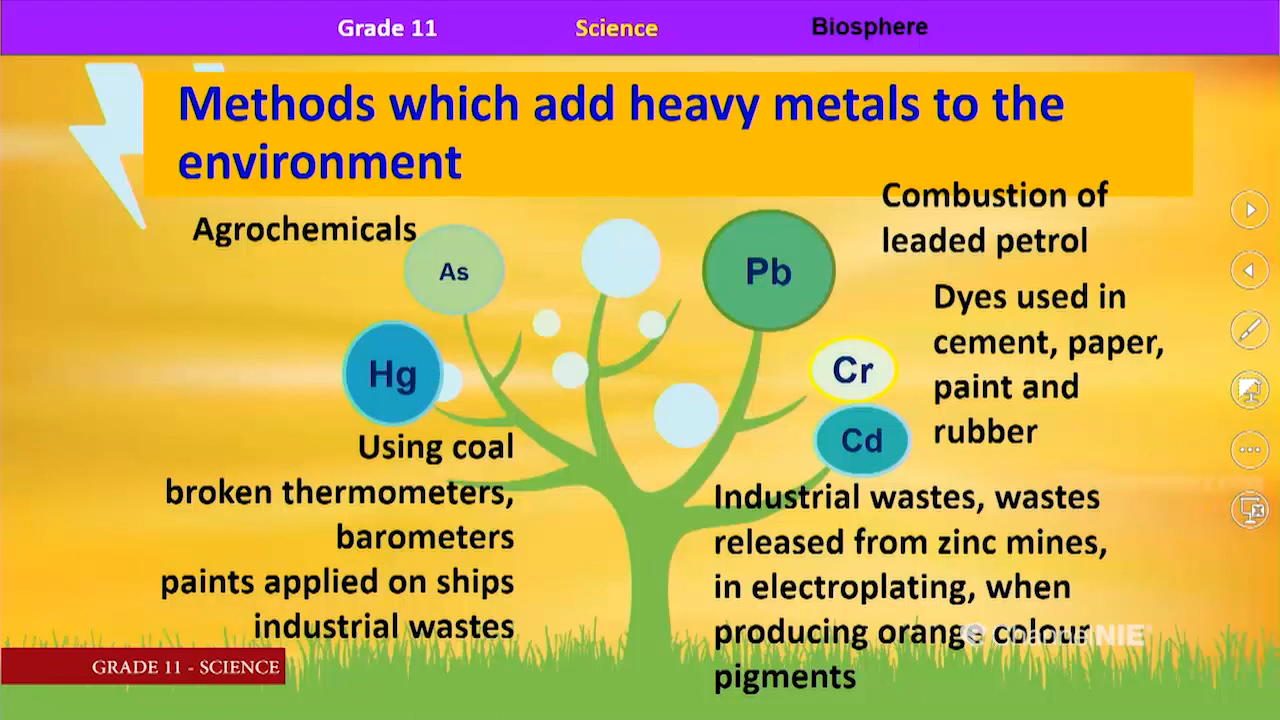 Grade 11 Science Biosphere
Methods which add heavy metals to the
environment
Agrochemicals
As
Hg
Using coal
broken thermometers,
barometers
paints applied on ships
industrial wastes
Pb
Combustion of
leaded petrol
Cr
Dyes used in
cement, paper,
paint and
rubber
Cd
Industrial wastes, wastes
released from zinc mines,
in electroplating, when
producing orange colour
pigments
Channel NIE
GRADE 11 - SCIENCE